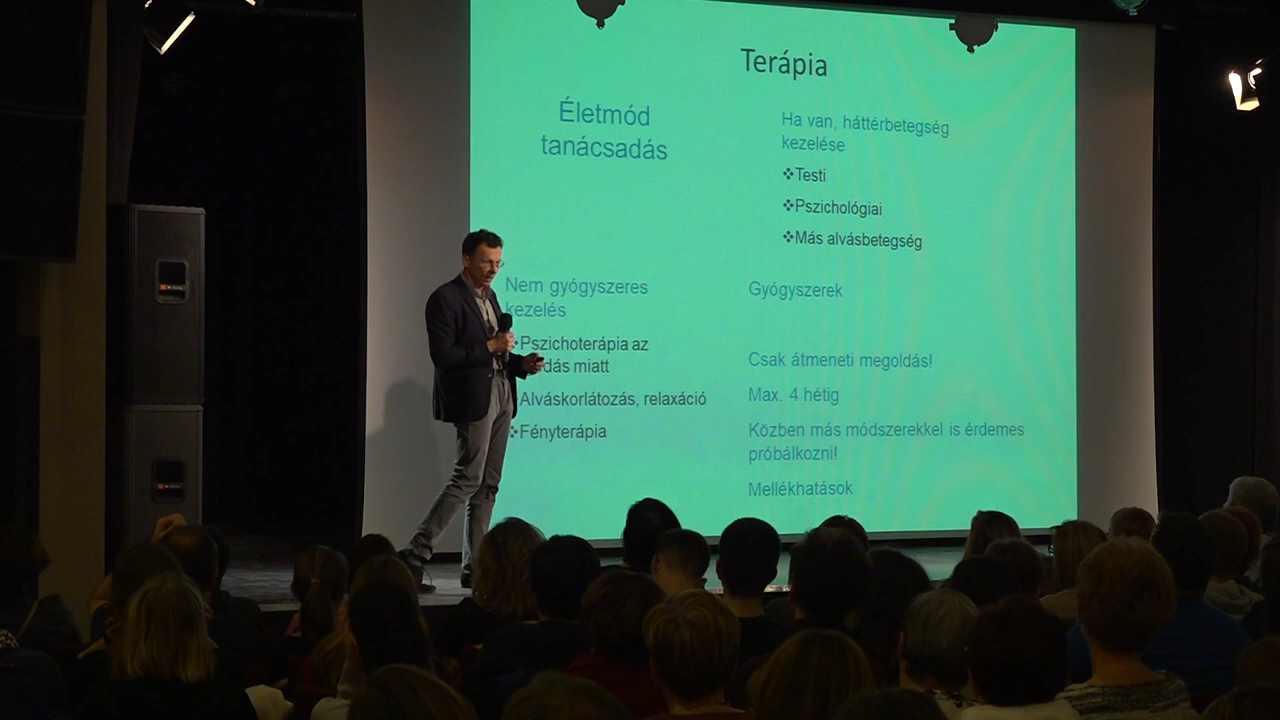 Terápia
Életmód
tanácsadás
Ha van, háttérbetegség
kezelése
❖Testi
❖Pszichológiai
❖Más alvásbetegség
Nem gyógyszeres
kezelés
❖Pszichoterápia az
dás miatt
❖Alváskorlátozás, relaxáció
❖Fényterápia
Gyógyszerek
Csak átmeneti megoldás!
Max. 4 hétig
Közben más módszerekkel is érdemes
próbálkozni!
Mellékhatások